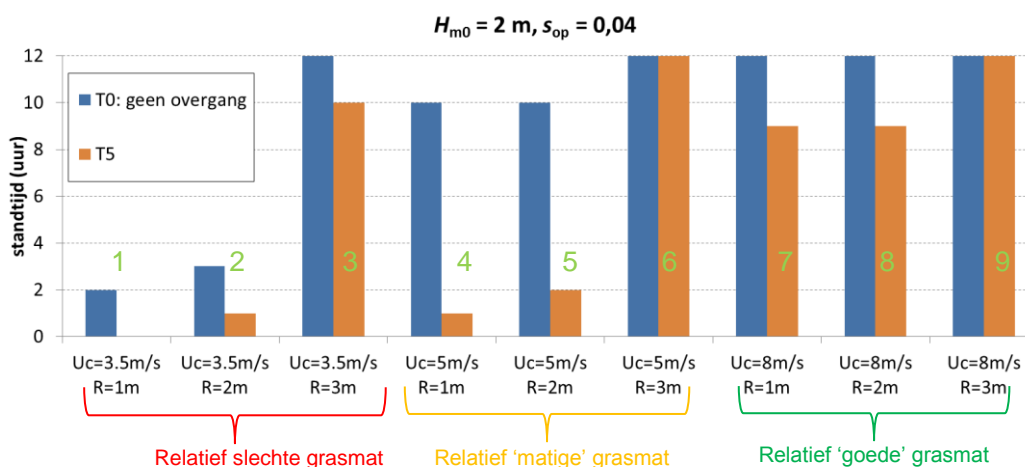 Hm0 = 2 m, sop = 0,04
standtijd (uur)
12
10
8
6
4
2
0
T0: geen overgang
T5
1 2 3 4 5 6 7 8 9
Uc=3.5m/s Uc=3.5m/s Uc=3.5m/s Uc=5m/s Uc=5m/s Uc=5m/s Uc=8m/s Uc=8m/s Uc=8m/s
R=1m R=2m R=3m R=1m R=2m R=3m R=1m R=2m R=3m
Relatief slechte grasmat Relatief ‘matige’ grasmat Relatief ‘goede’ grasmat